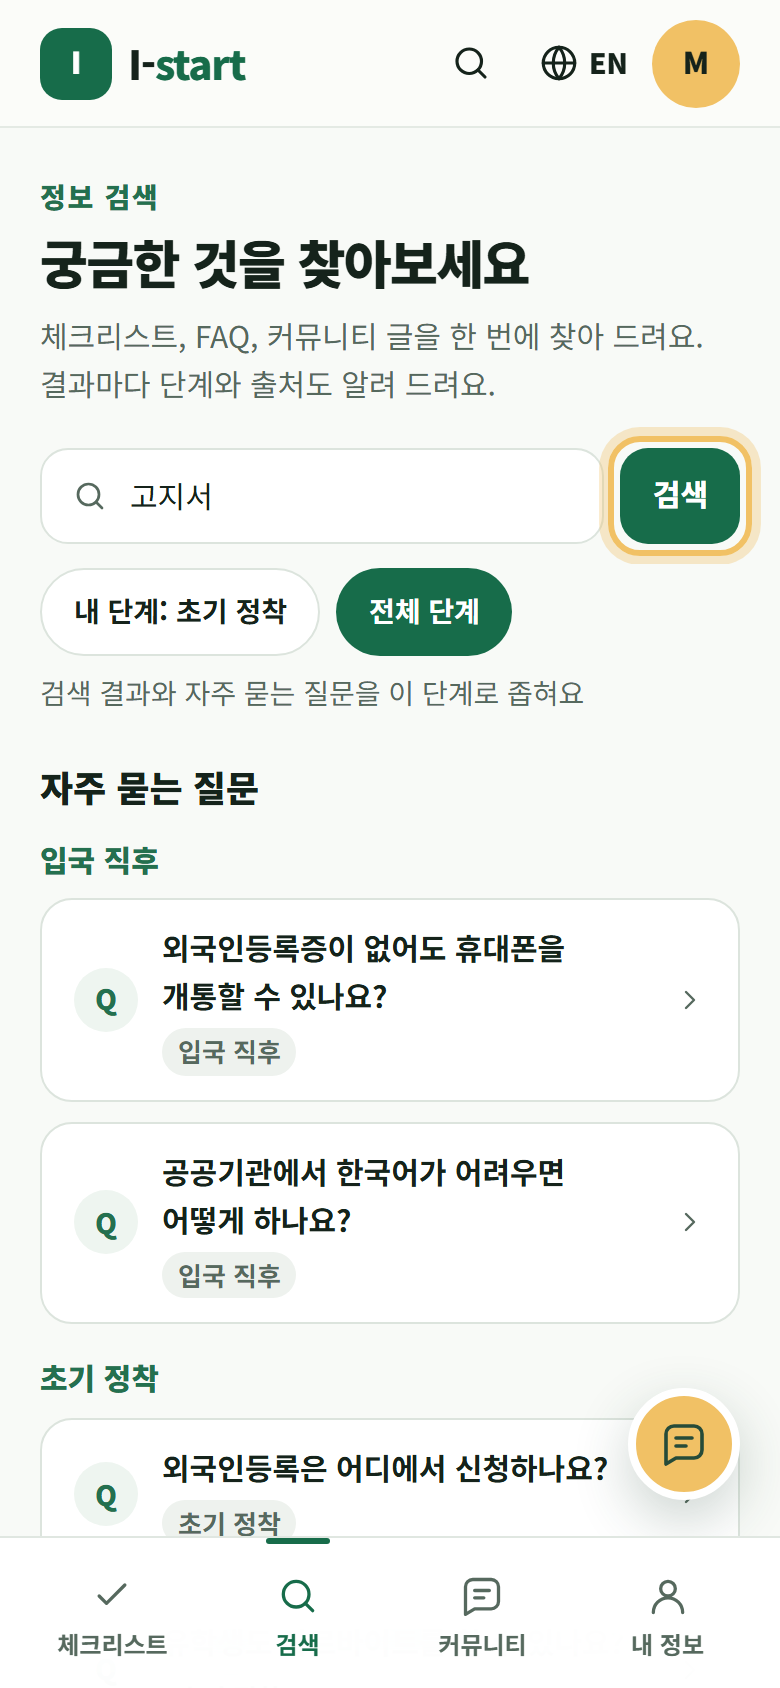 I
I-start
EN
M
정보 검색
궁금한 것을 찾아보세요
체크리스트, FAQ, 커뮤니티 글을 한 번에 찾아 드려요.
결과마다 단계와 출처도 알려 드려요.
고지서
검색
내 단계: 초기 정착
전체 단계
검색 결과와 자주 묻는 질문을 이 단계로 좁혀요
자주 묻는 질문
입국 직후
Q
외국인등록증이 없어도 휴대폰을
개통할 수 있나요?
입국 직후
Q
공공기관에서 한국어가 어려우면
어떻게 하나요?
입국 직후
초기 정착
Q
외국인등록은 어디에서 신청하나요?
초기 정착
체크리스트
검색
커뮤니티
내 정보